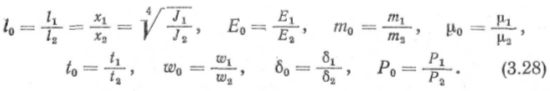 l₀ = l₁/l₂ = x₁/x₂ = ⁴√(J₁/J₂), E₀ = E₁/E₂, m₀ = m₁/m₂, μ₀ = μ₁/μ₂,
t₀ = t₁/t₂, w₀ = w₁/w₂, δ₀ = δ₁/δ₂, P₀ = P₁/P₂. (3.28)